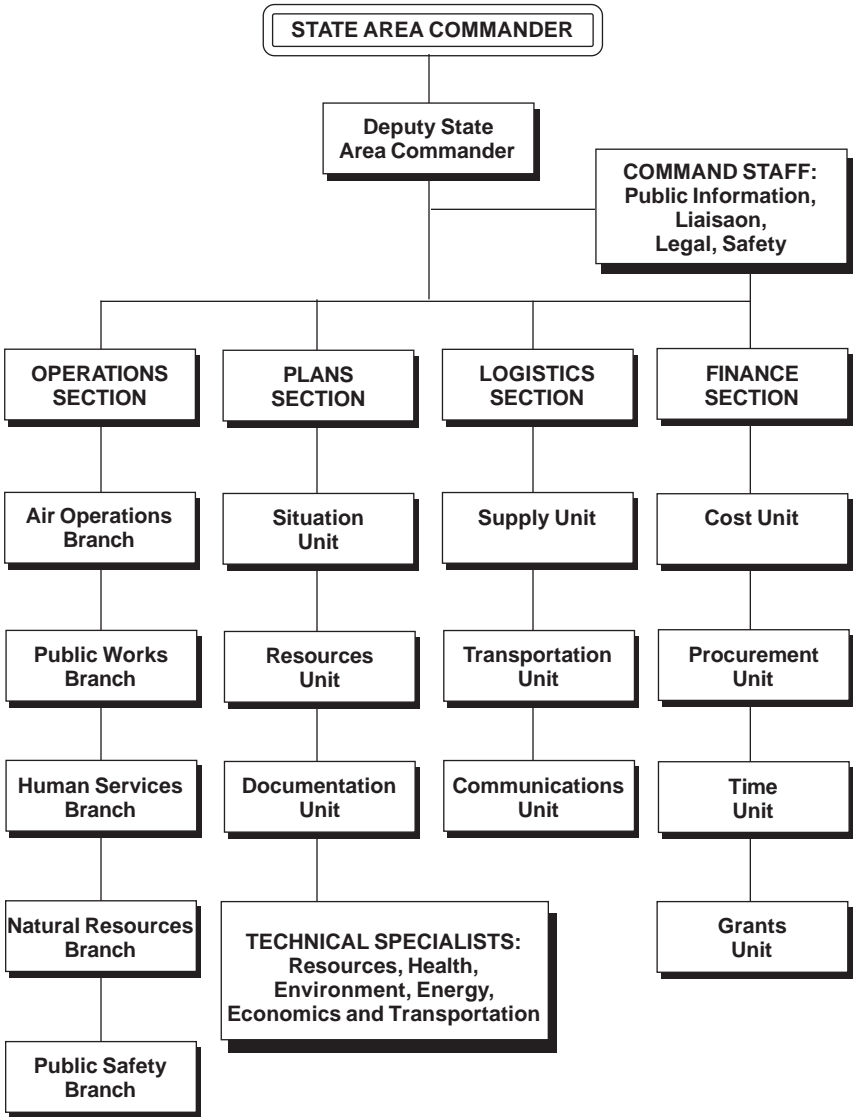 STATE AREA COMMANDER
Deputy State
Area Commander
COMMAND STAFF:
Public Information,
Liaisaon,
Legal, Safety
OPERATIONS
SECTION
PLANS
SECTION
LOGISTICS
SECTION
FINANCE
SECTION
Air Operations
Branch
Situation
Unit
Supply Unit
Cost Unit
Public Works
Branch
Resources
Unit
Transportation
Unit
Procurement
Unit
Human Services
Branch
Documentation
Unit
Communications
Unit
Time
Unit
Natural Resources
Branch
TECHNICAL SPECIALISTS:
Resources, Health,
Environment, Energy,
Economics and Transportation
Grants
Unit
Public Safety
Branch